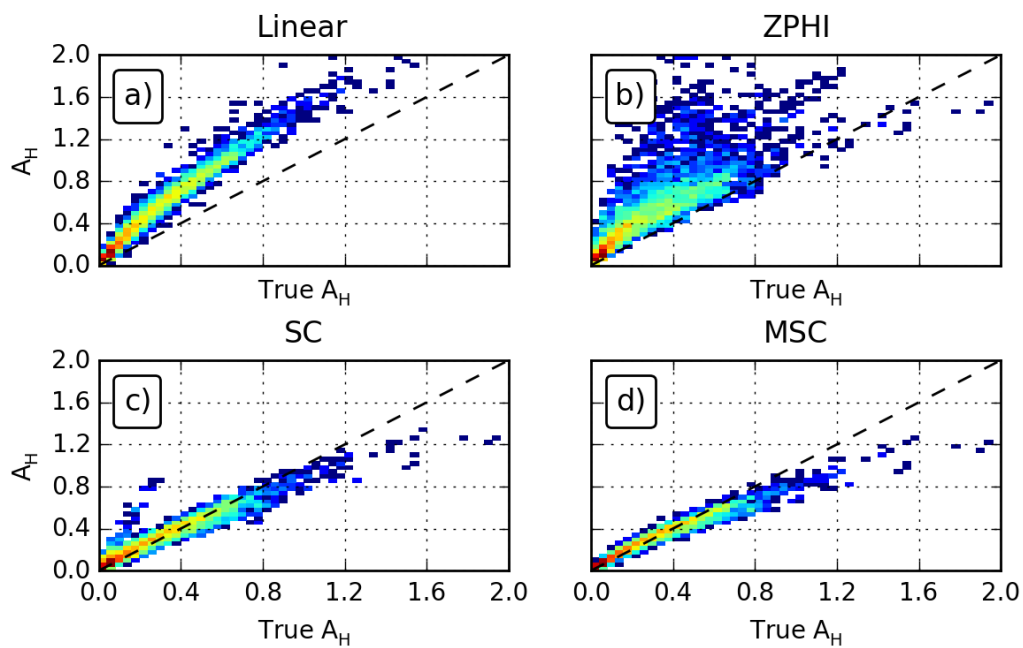 Linear ZPHI
2.0
1.6
1.2
0.8
0.4
0.0
A_H
a)
b)
True A_H True A_H
SC MSC
2.0
1.6
1.2
0.8
0.4
0.0
A_H
c)
d)
0.0 0.4 0.8 1.2 1.6 2.0 0.0 0.4 0.8 1.2 1.6 2.0
True A_H True A_H